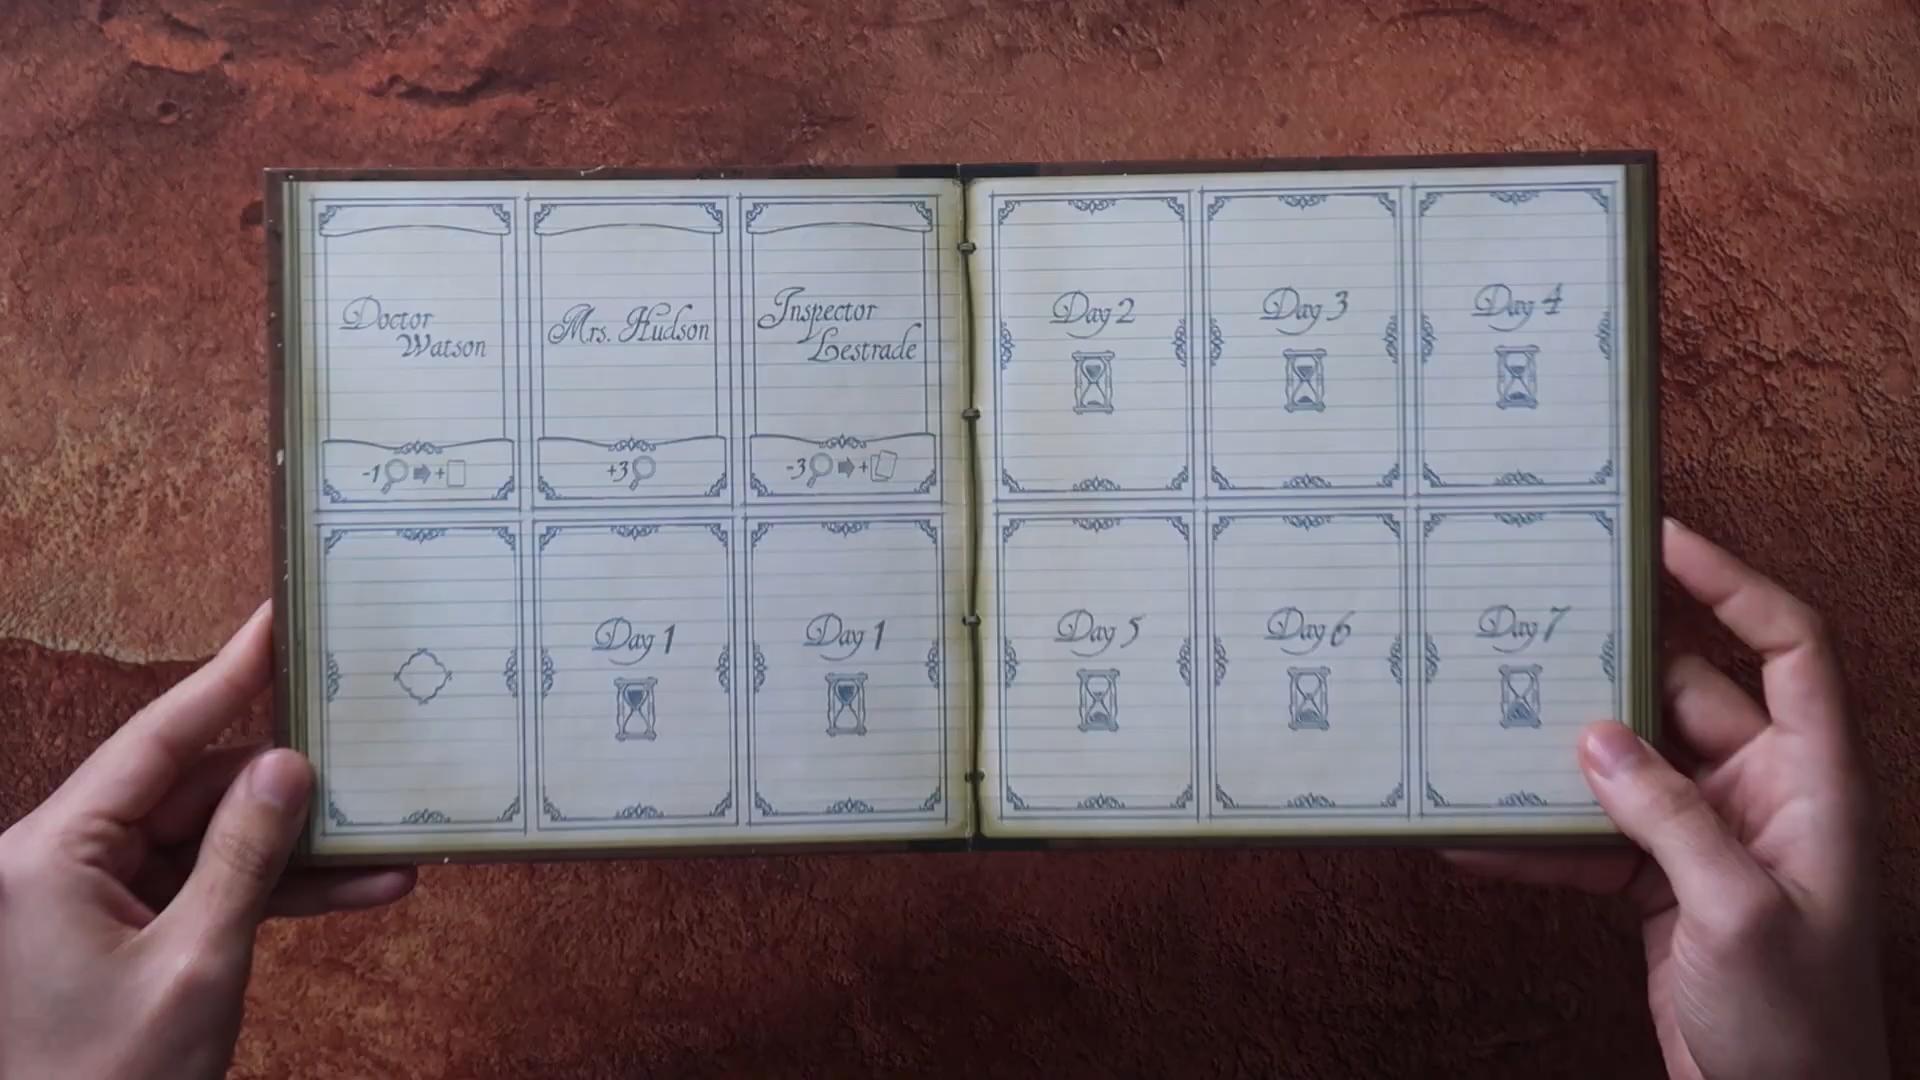 Doctor
Watson
-1 +
Mrs. Hudson
+3
Inspector
Lestrade
-3 +
Day 1
Day 1
Day 2
Day 3
Day 4
Day 5
Day 6
Day 7